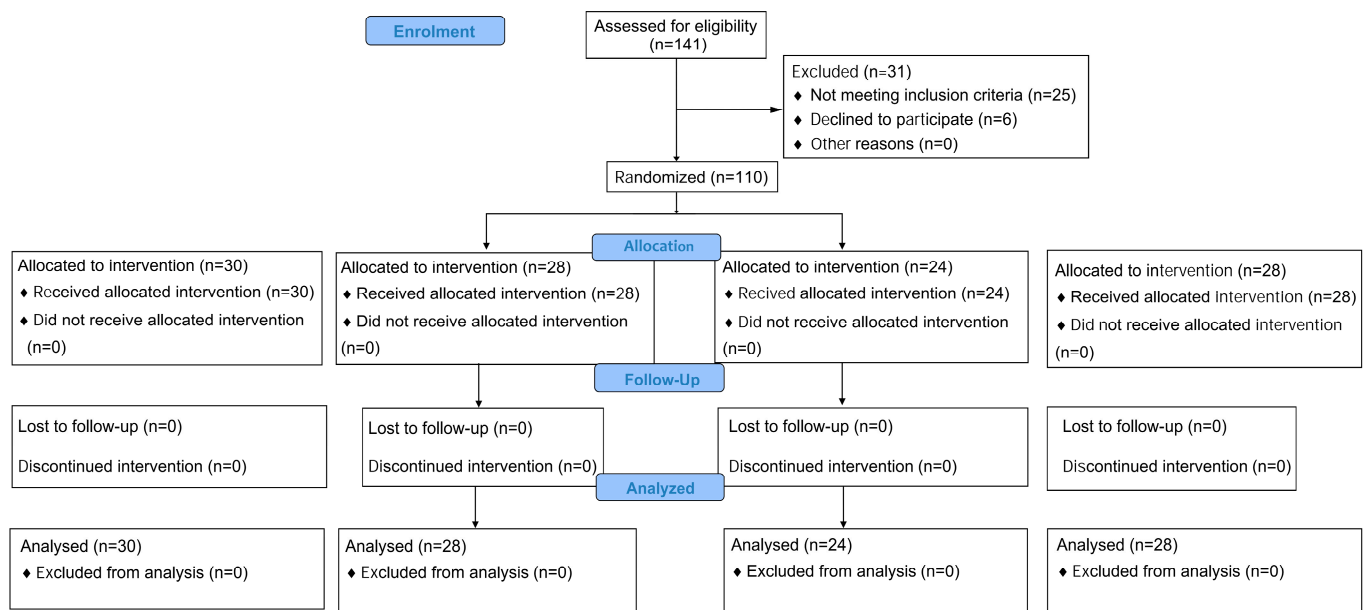 Enrolment
Assessed for eligibility
(n=141)
Excluded (n=31)
♦ Not meeting inclusion criteria (n=25)
♦ Declined to participate (n=6)
♦ Other reasons (n=0)
Randomized (n=110)
Allocation
Allocated to intervention (n=30)
♦ Received allocated intervention (n=30)
♦ Did not receive allocated intervention
(n=0)
Allocated to intervention (n=28)
♦ Received allocated intervention (n=28)
♦ Did not receive allocated intervention
(n=0)
Allocated to intervention (n=24)
♦ Recived allocated intervention (n=24)
♦ Did not receive allocated intervention
(n=0)
Allocated to intervention (n=28)
♦ Received allocated intervention (n=28)
♦ Did not receive allocated intervention
(n=0)
Follow-Up
Lost to follow-up (n=0)
Discontinued intervention (n=0)
Lost to follow-up (n=0)
Discontinued intervention (n=0)
Lost to follow-up (n=0)
Discontinued intervention (n=0)
Lost to follow-up (n=0)
Discontinued intervention (n=0)
Analyzed
Analysed (n=30)
♦ Excluded from analysis (n=0)
Analysed (n=28)
♦ Excluded from analysis (n=0)
Analysed (n=24)
♦ Excluded from analysis (n=0)
Analysed (n=28)
♦ Excluded from analysis (n=0)